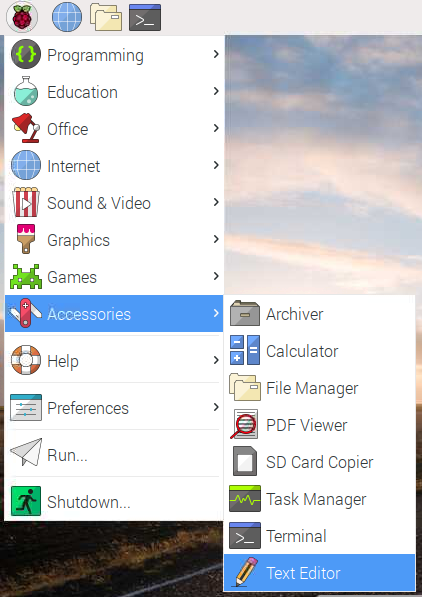 Programming
Education
Office
Internet
Sound & Video
Graphics
Games
Accessories
Help
Preferences
Run...
Shutdown...
Archiver
Calculator
File Manager
PDF Viewer
SD Card Copier
Task Manager
Terminal
Text Editor